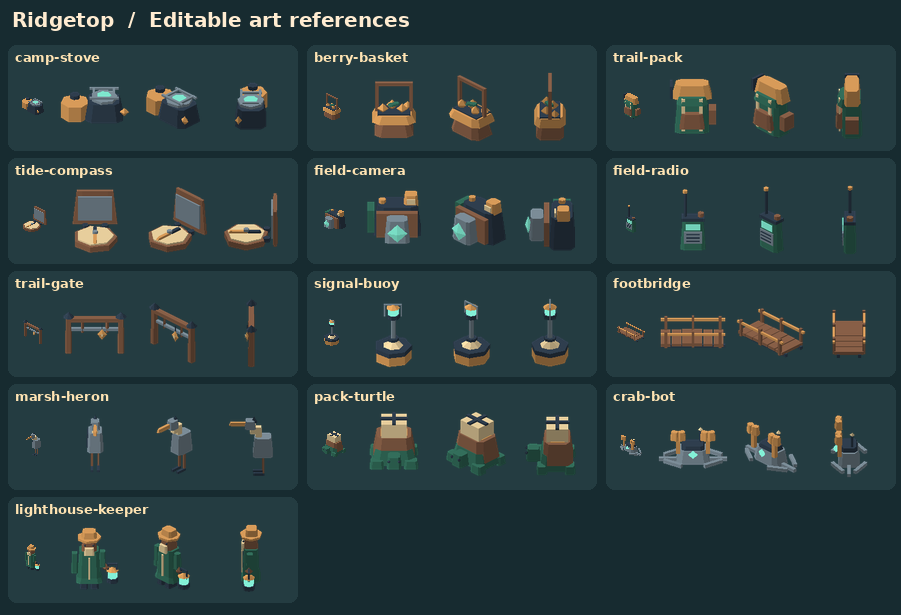 Ridgetop / Editable art references
camp-stove
berry-basket
trail-pack
tide-compass
field-camera
field-radio
trail-gate
signal-buoy
footbridge
marsh-heron
pack-turtle
crab-bot
lighthouse-keeper